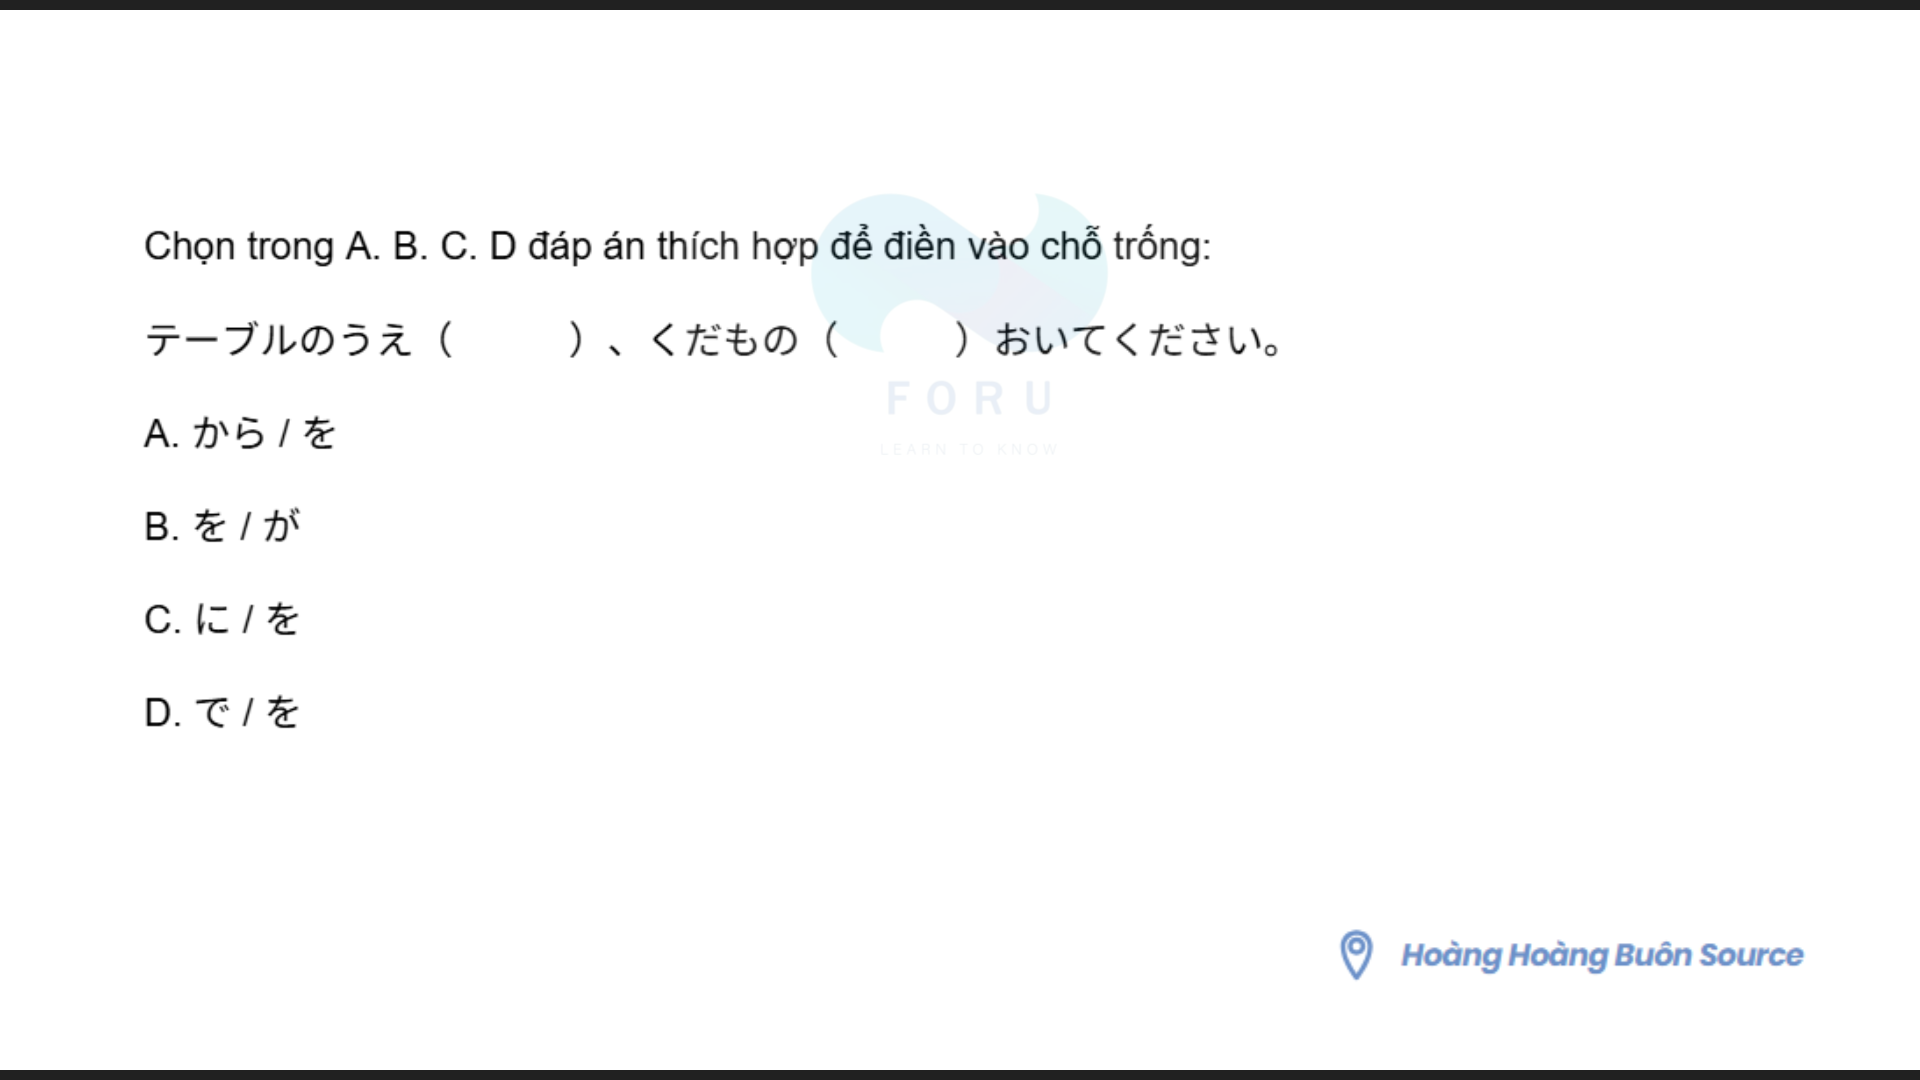 Chọn trong A. B. C. D đáp án thích hợp để điền vào chỗ trống:
テーブルのうえ（　　　）、くだもの（　　　）おいてください。
FORU
LEARN TO KNOW
A. から / を
B. を / が
C. に / を
D. で / を
Hoàng Hoàng Buôn Source